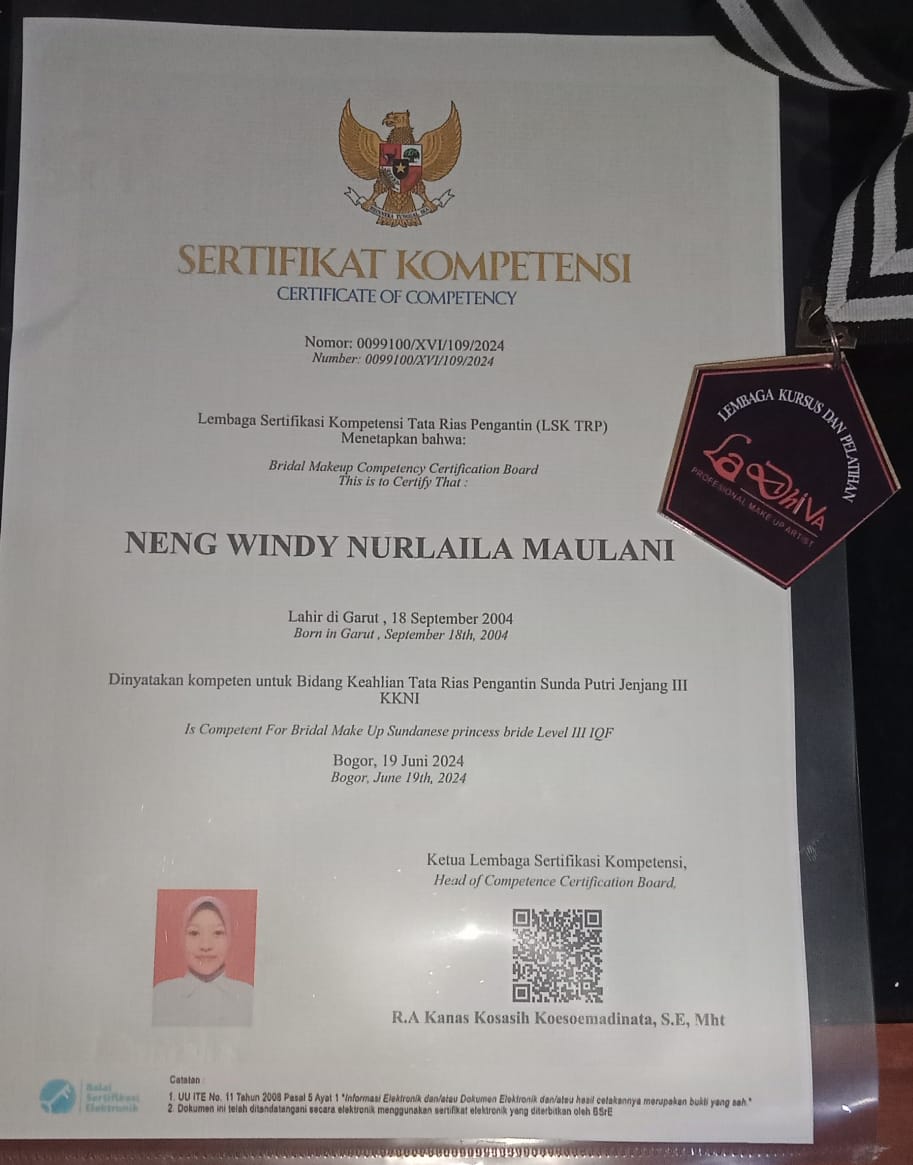 SERTIFIKAT KOMPETENSI
CERTIFICATE OF COMPETENCY
Nomor: 0099100/XVI/109/2024
Number: 0099100/XVI/109/2024
Lembaga Sertifikasi Kompetensi Tata Rias Pengantin (LSK TRP)
Menetapkan bahwa:
Bridal Makeup Competency Certification Board
This is to Certify That :
NENG WINDY NURLAILA MAULANI
Lahir di Garut , 18 September 2004
Born in Garut , September 18th, 2004
Dinyatakan kompeten untuk Bidang Keahlian Tata Rias Pengantin Sunda Putri Jenjang III
KKNI
Is Competent For Bridal Make Up Sundanese princess bride Level III IQF
Bogor, 19 Juni 2024
Bogor, June 19th, 2024
Ketua Lembaga Sertifikasi Kompetensi,
Head of Competence Certification Board,
R.A Kanas Kosasih Koesoemadinata, S.E, Mht
Balai
Sertifikasi
Elektronik
Catatan :
1. UU ITE No. 11 Tahun 2008 Pasal 5 Ayat 1 "Informasi Elektronik dan/atau Dokumen Elektronik dan/atau hasil cetakannya merupakan bukti yang sah."
2. Dokumen ini telah ditandatangani secara elektronik menggunakan sertifikat elektronik yang diterbitkan oleh BSrE
LEMBAGA KURSUS DAN PELATIHAN
La Dhiva
PROFESIONAL MAKE UP ARTIST